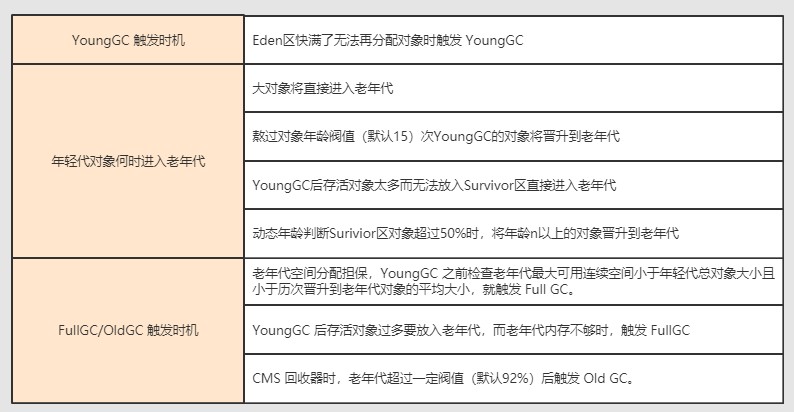 YoungGC 触发时机
Eden区快满了无法再分配对象时触发 YoungGC
年轻代对象何时进入老年代
大对象将直接进入老年代
熬过对象年龄阀值（默认15）次YoungGC的对象将晋升到老年代
YoungGC后存活对象太多而无法放入Survivor区直接进入老年代
动态年龄判断Surivior区对象超过50%时，将年龄n以上的对象晋升到老年代
FullGC/OldGC 触发时机
老年代空间分配担保，YoungGC 之前检查老年代最大可用连续空间小于年轻代总对象大小且
小于历次晋升到老年代对象的平均大小，就触发 Full GC。
YoungGC 后存活对象过多要放入老年代，而老年代内存不够时，触发 FullGC
CMS 回收器时，老年代超过一定阀值（默认92%）后触发 Old GC。